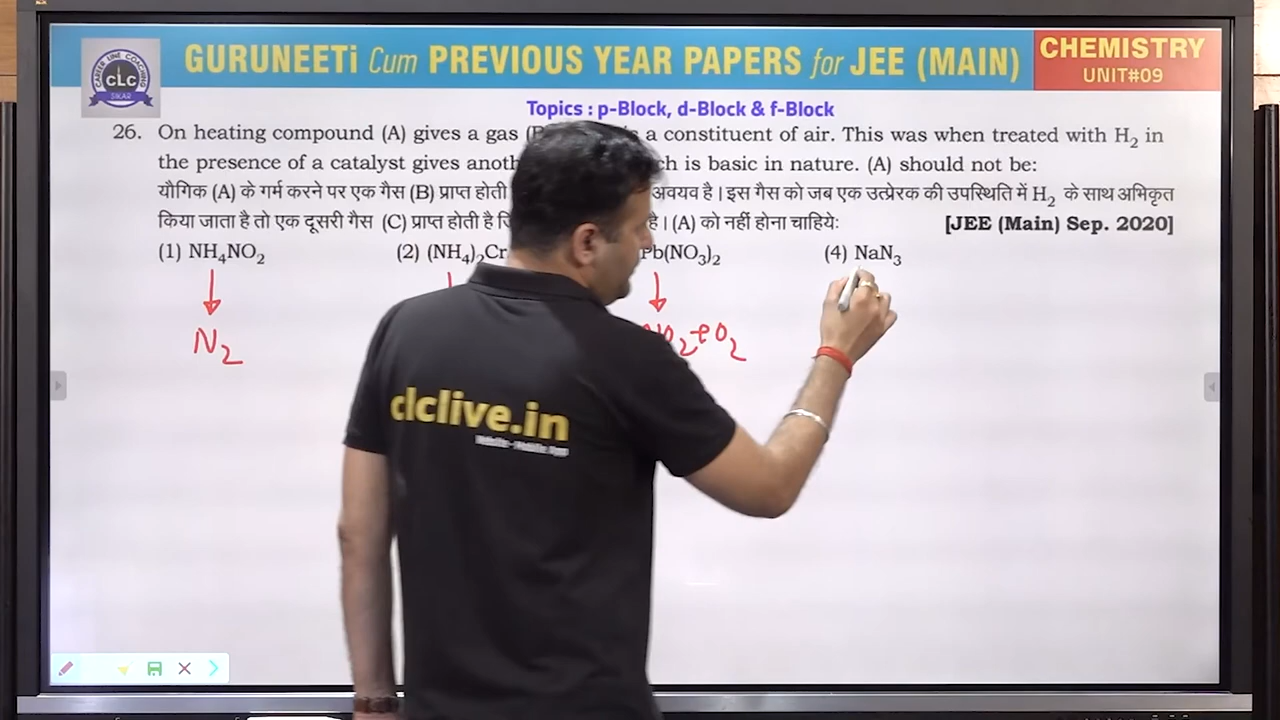 GURUNEETi Cum PREVIOUS YEAR PAPERS for JEE (MAIN)
CHEMISTRY
UNIT#09
CAREER LINE COACHING
CLC
SIKAR
Topics : p-Block, d-Block & f-Block
26. On heating compound (A) gives a gas (B a constituent of air. This was when treated with H₂ in
the presence of a catalyst gives is basic in nature. (A) should not be:
यौगिक (A) के गर्म करने पर एक गैस (B) प्राप्त होती अवयव है। इस गैस को जब एक उत्प्रेरक की उपस्थिति में H₂ के साथ अभिकृत
किया जाता है तो एक दूसरी गैस (C) प्राप्त होती है है। (A) को नहीं होना चाहिये: [JEE (Main) Sep. 2020]
(1) NH₄NO₂ (2) (NH₄)₂Cr Pb(NO₃)₂ (4) NaN₃
↓ ↓
N₂ NO₂+O₂
clclive.in